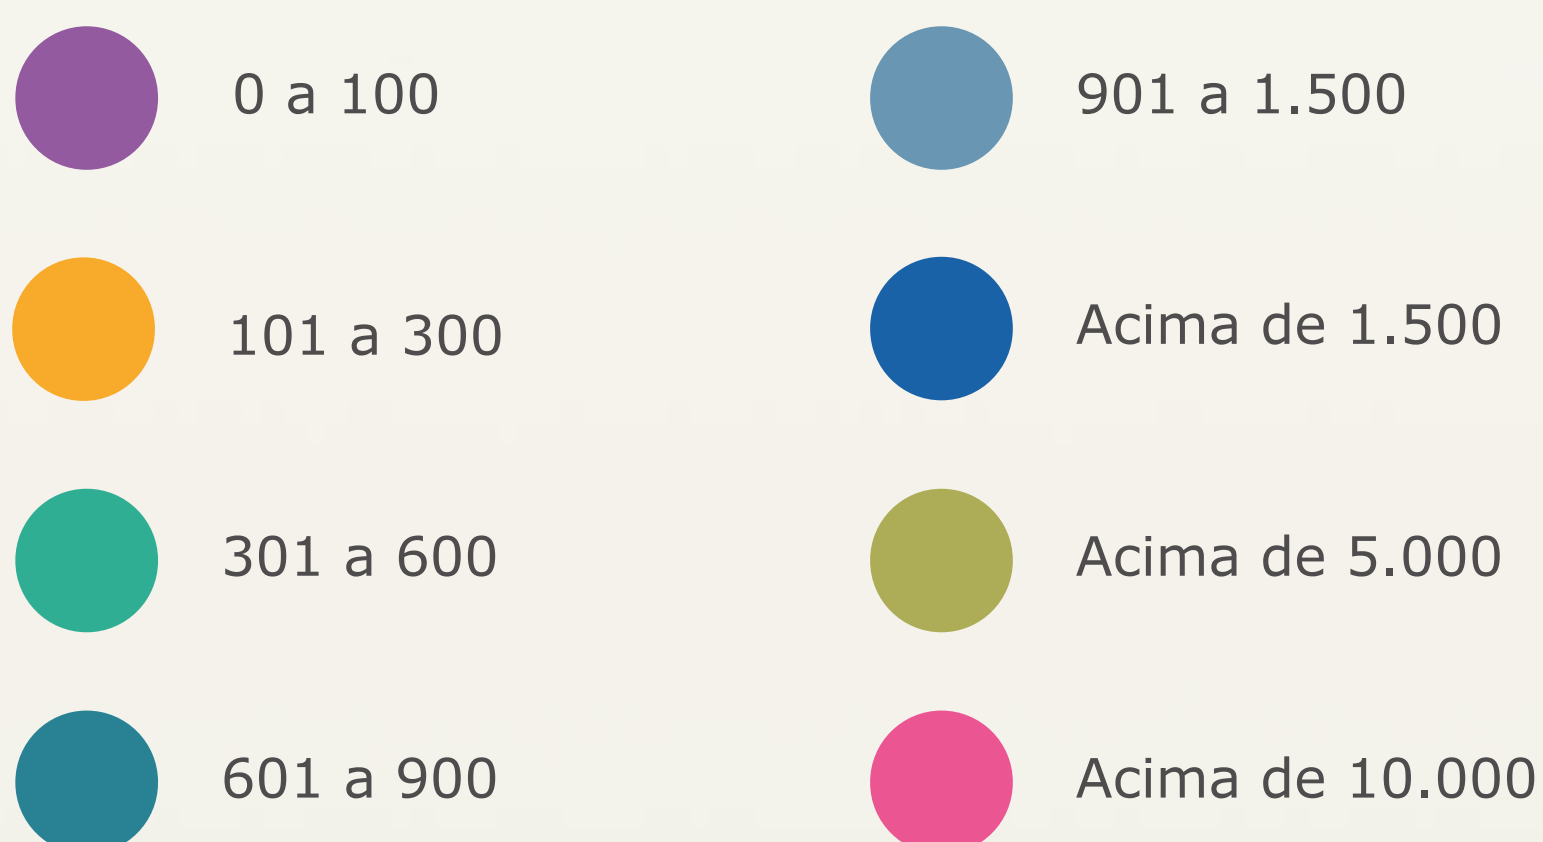 0 a 100
101 a 300
301 a 600
601 a 900
901 a 1.500
Acima de 1.500
Acima de 5.000
Acima de 10.000